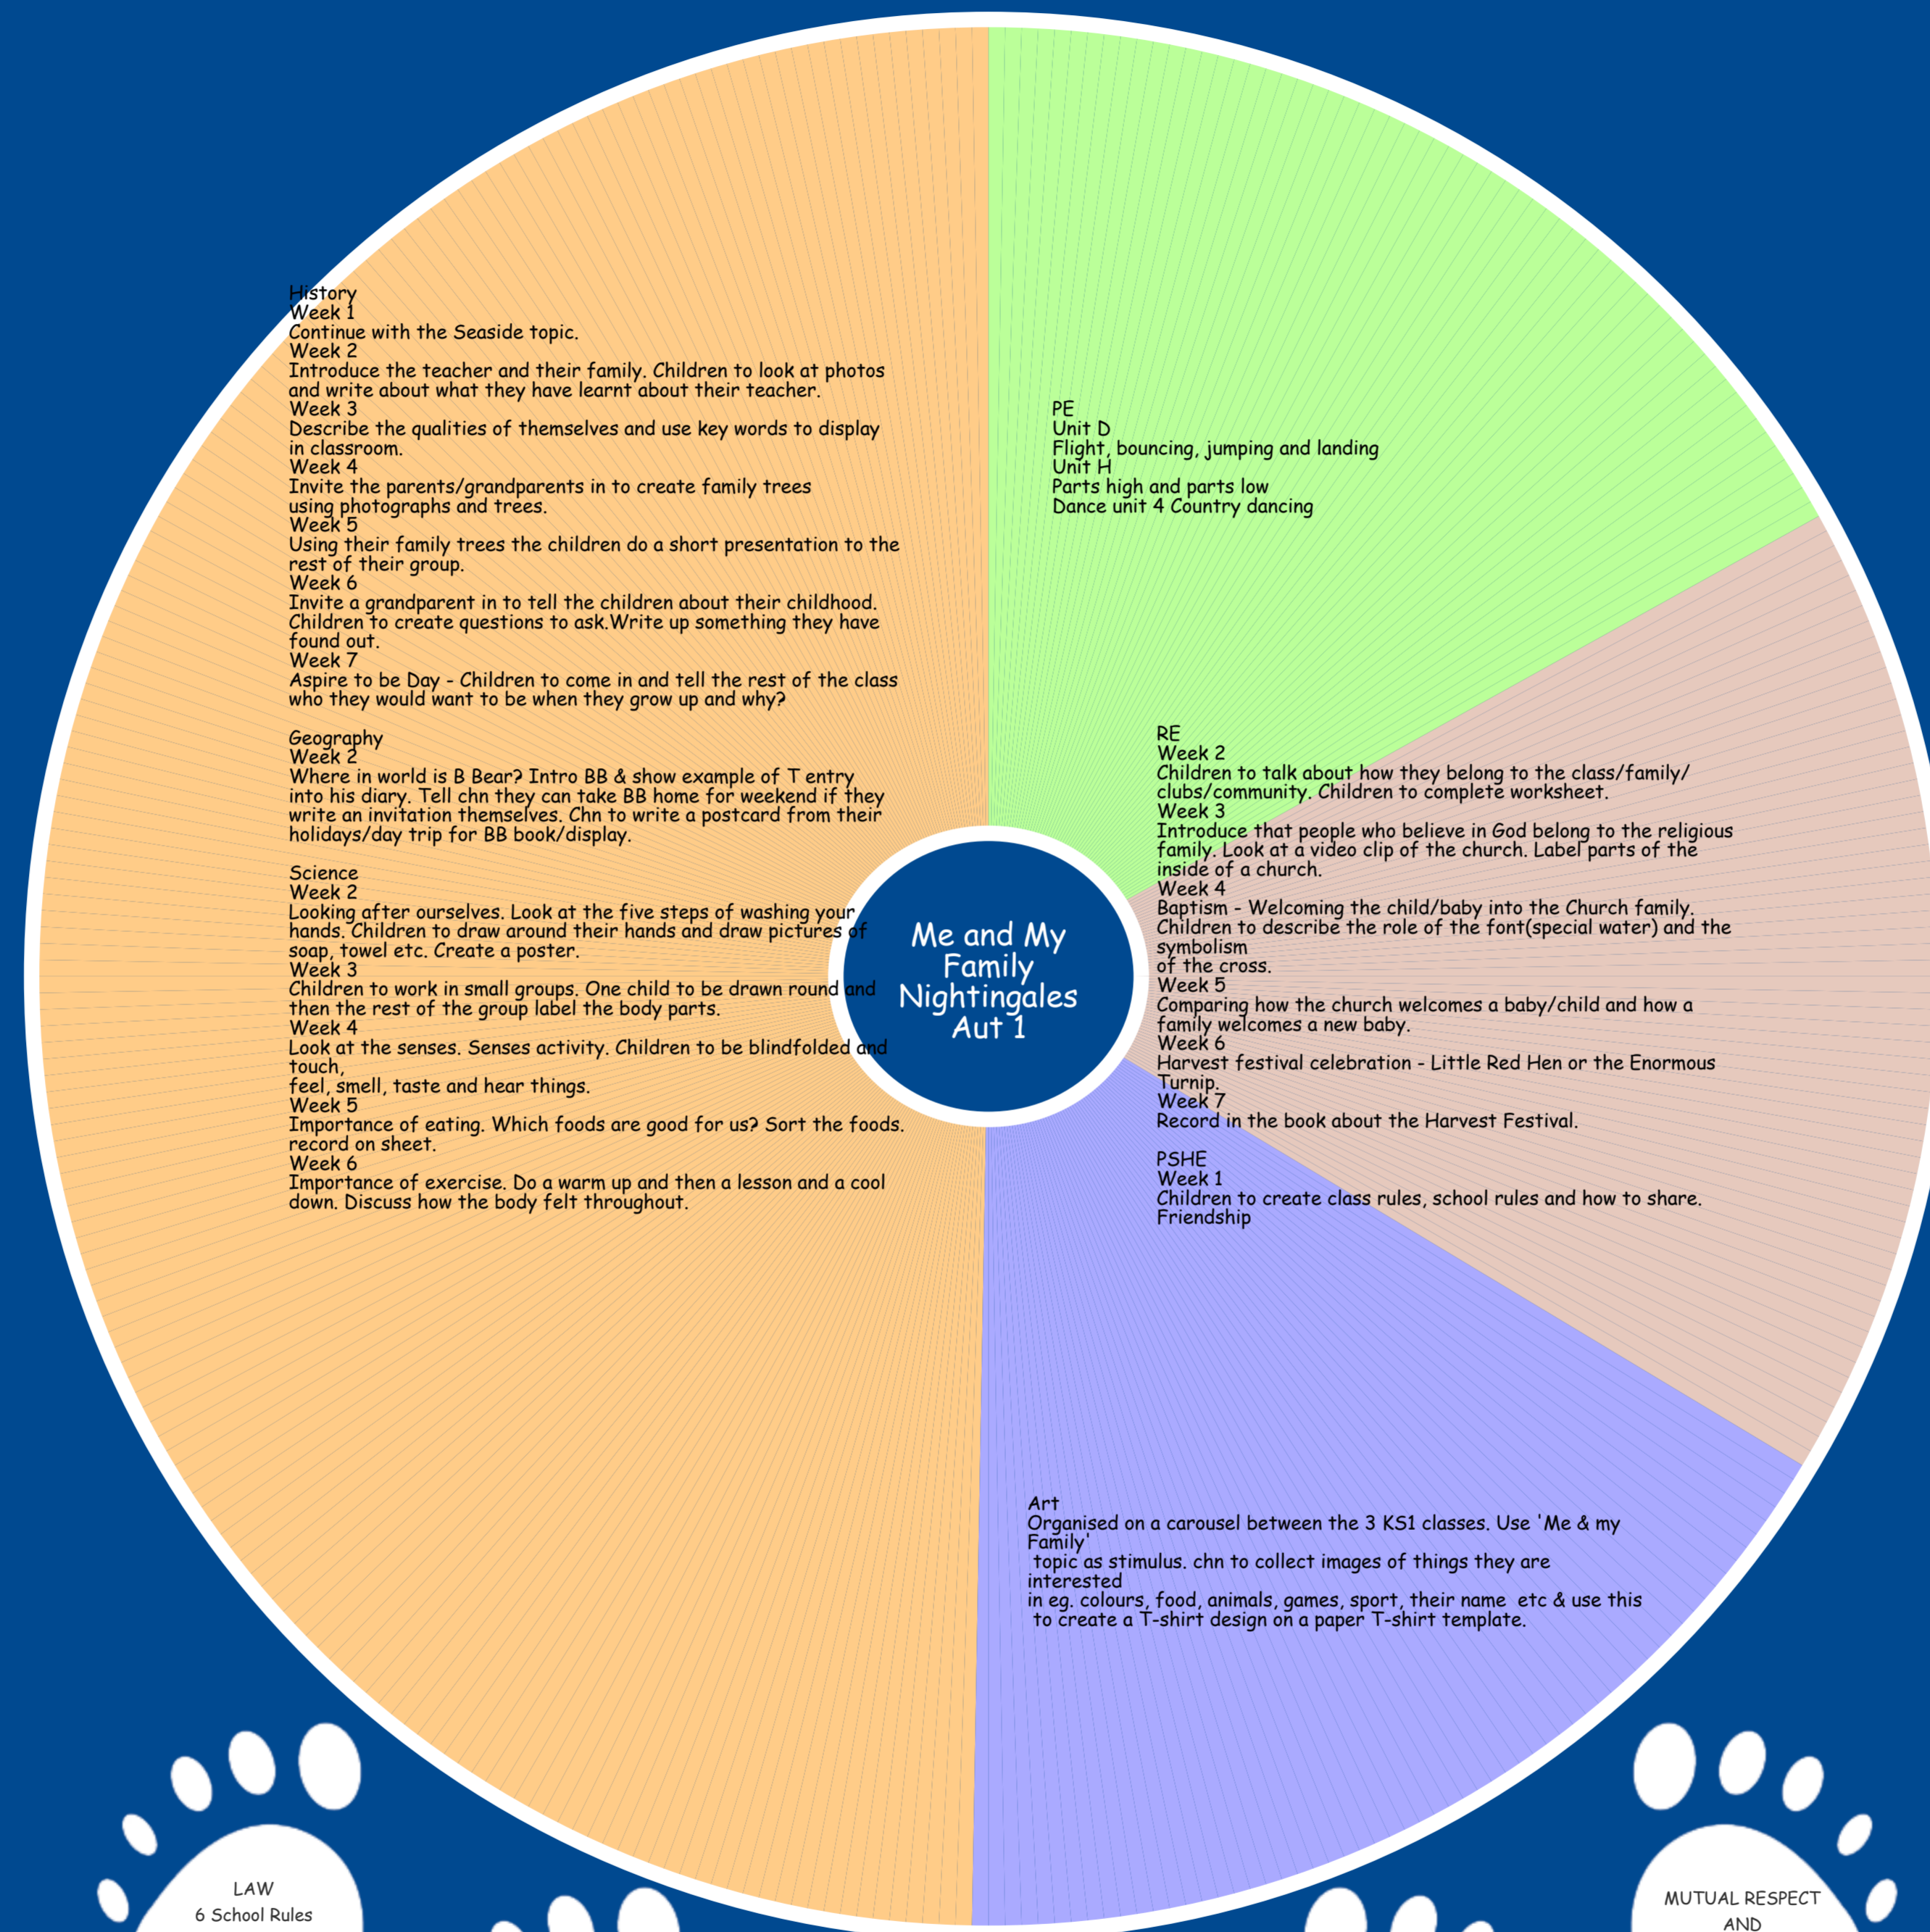 History
Week 1
Continue with the Seaside topic.
Week 2
Introduce the teacher and their family. Children to look at photos
and write about what they have learnt about their teacher.
Week 3
Describe the qualities of themselves and use key words to display
in classroom.
Week 4
Invite the parents/grandparents in to create family trees
using photographs and trees.
Week 5
Using their family trees the children do a short presentation to the
rest of their group.
Week 6
Invite a grandparent in to tell the children about their childhood.
Children to create questions to ask.Write up something they have
found out.
Week 7
Aspire to be Day - Children to come in and tell the rest of the class
who they would want to be when they grow up and why?
Geography
Week 2
Where in world is B Bear? Intro BB & show example of T entry
into his diary. Tell chn they can take BB home for weekend if they
write an invitation themselves. Chn to write a postcard from their
holidays/day trip for BB book/display.
Science
Week 2
Looking after ourselves. Look at the five steps of washing your
hands. Children to draw around their hands and draw pictures of
soap, towel etc. Create a poster.
Week 3
Children to work in small groups. One child to be drawn round and
then the rest of the group label the body parts.
Week 4
Look at the senses. Senses activity. Children to be blindfolded and
touch,
feel, smell, taste and hear things.
Week 5
Importance of eating. Which foods are good for us? Sort the foods.
record on sheet.
Week 6
Importance of exercise. Do a warm up and then a lesson and a cool
down. Discuss how the body felt throughout.
Me and My
Family
Nightingales
Aut 1
PE
Unit D
Flight, bouncing, jumping and landing
Unit H
Parts high and parts low
Dance unit 4 Country dancing
RE
Week 2
Children to talk about how they belong to the class/family/
clubs/community. Children to complete worksheet.
Week 3
Introduce that people who believe in God belong to the religious
family. Look at a video clip of the church. Label parts of the
inside of a church.
Week 4
Baptism - Welcoming the child/baby into the Church family.
Children to describe the role of the font(special water) and the
symbolism
of the cross.
Week 5
Comparing how the church welcomes a baby/child and how a
family welcomes a new baby.
Week 6
Harvest festival celebration - Little Red Hen or the Enormous
Turnip.
Week 7
Record in the book about the Harvest Festival.
PSHE
Week 1
Children to create class rules, school rules and how to share.
Friendship
Art
Organised on a carousel between the 3 KS1 classes. Use 'Me & my
Family'
topic as stimulus. chn to collect images of things they are
interested
in eg. colours, food, animals, games, sport, their name etc & use this
to create a T-shirt design on a paper T-shirt template.
LAW
6 School Rules
MUTUAL RESPECT
AND